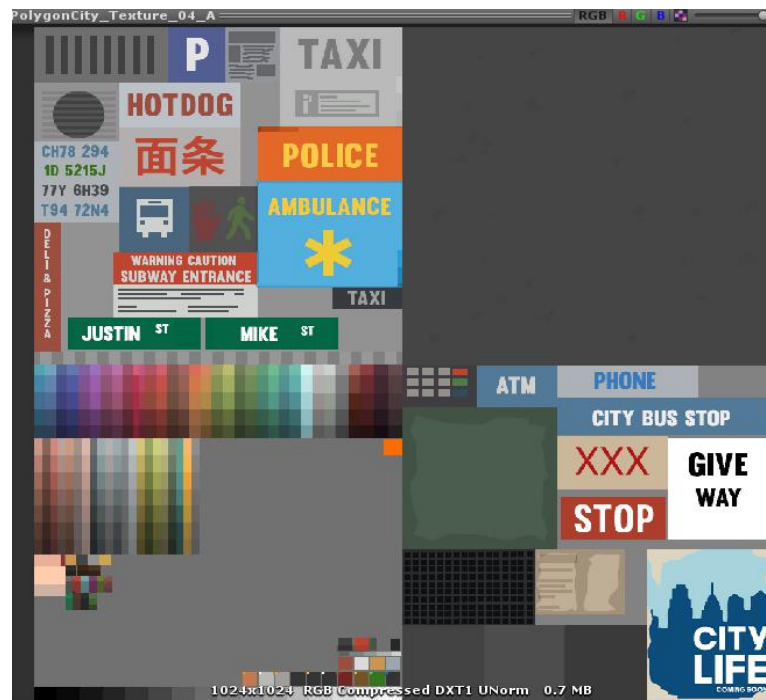 PolygonCity_Texture_04_A
RGB R G B
P
TAXI
HOTDOG
面条
POLICE
CH78 294
1D 5215J
77Y 6H39
T94 72N4
AMBULANCE
DELI & PIZZA
WARNING CAUTION
SUBWAY ENTRANCE
TAXI
JUSTIN ST
MIKE ST
ATM
PHONE
CITY BUS STOP
XXX
GIVE
WAY
STOP
CITY
LIFE
COMING SOON
1024x1024 RGB Compressed DXT1 UNorm 0.7 MB